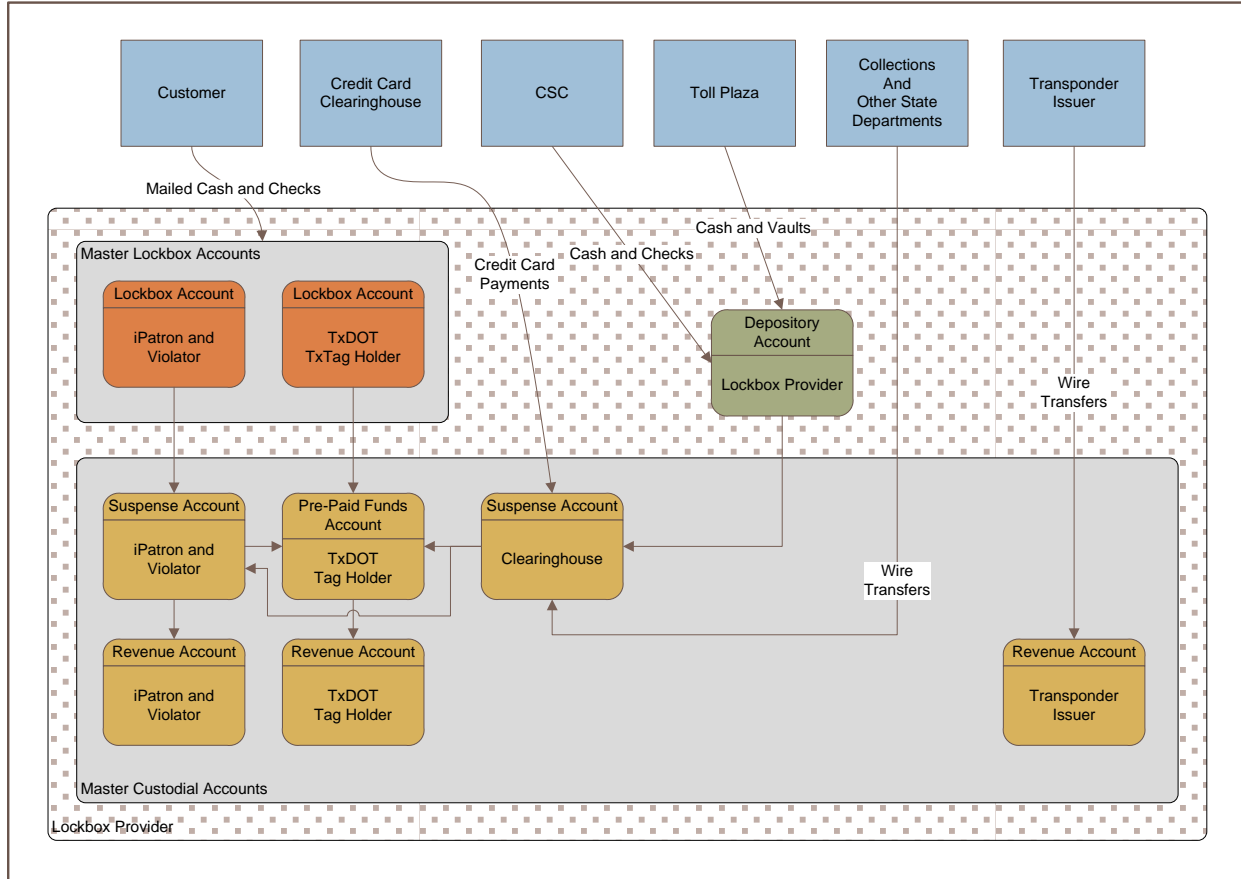 Customer
Credit Card
Clearinghouse
CSC
Toll Plaza
Collections
And
Other State
Departments
Transponder
Issuer
Mailed Cash and Checks
Cash and Vaults
Cash and Checks
Credit Card
Payments
Master Lockbox Accounts
Lockbox Account
iPatron and
Violator
Lockbox Account
TxDOT
TxTag Holder
Depository
Account
Lockbox Provider
Wire
Transfers
Suspense Account
iPatron and
Violator
Pre-Paid Funds
Account
TxDOT
Tag Holder
Suspense Account
Clearinghouse
Wire
Transfers
Revenue Account
iPatron and
Violator
Revenue Account
TxDOT
Tag Holder
Revenue Account
Transponder
Issuer
Master Custodial Accounts
Lockbox Provider